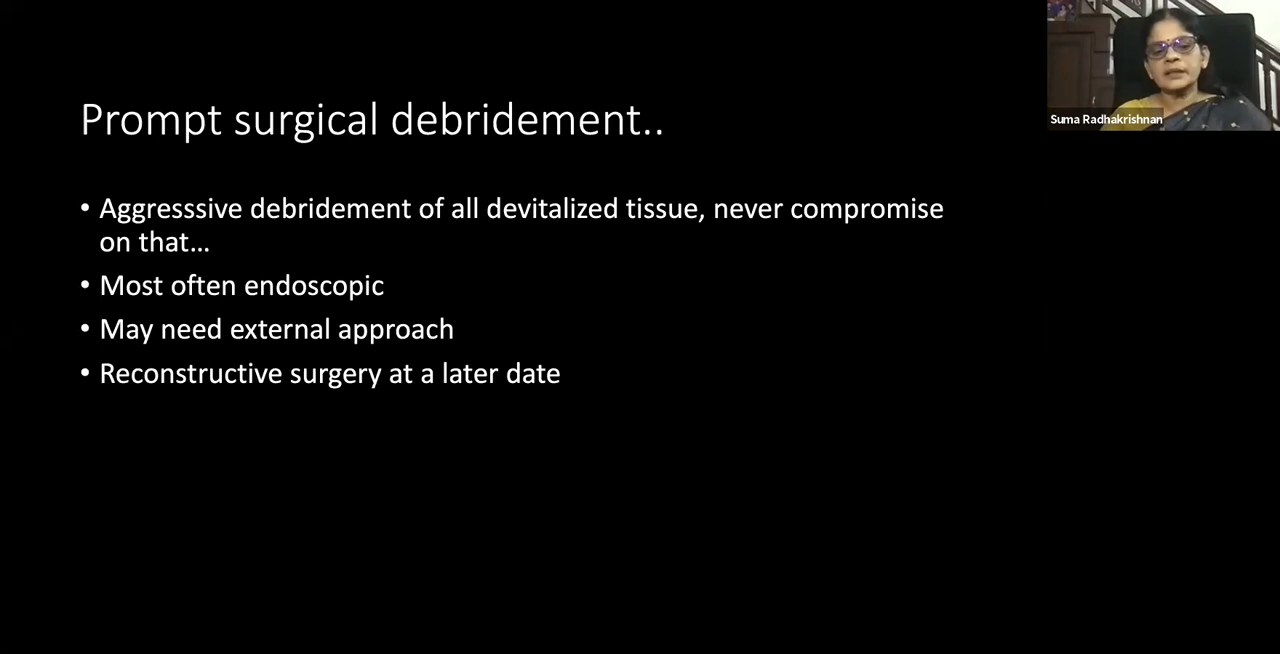 Prompt surgical debridement..
• Aggresssive debridement of all devitalized tissue, never compromise
on that...
• Most often endoscopic
• May need external approach
• Reconstructive surgery at a later date
Suma Radhakrishnan